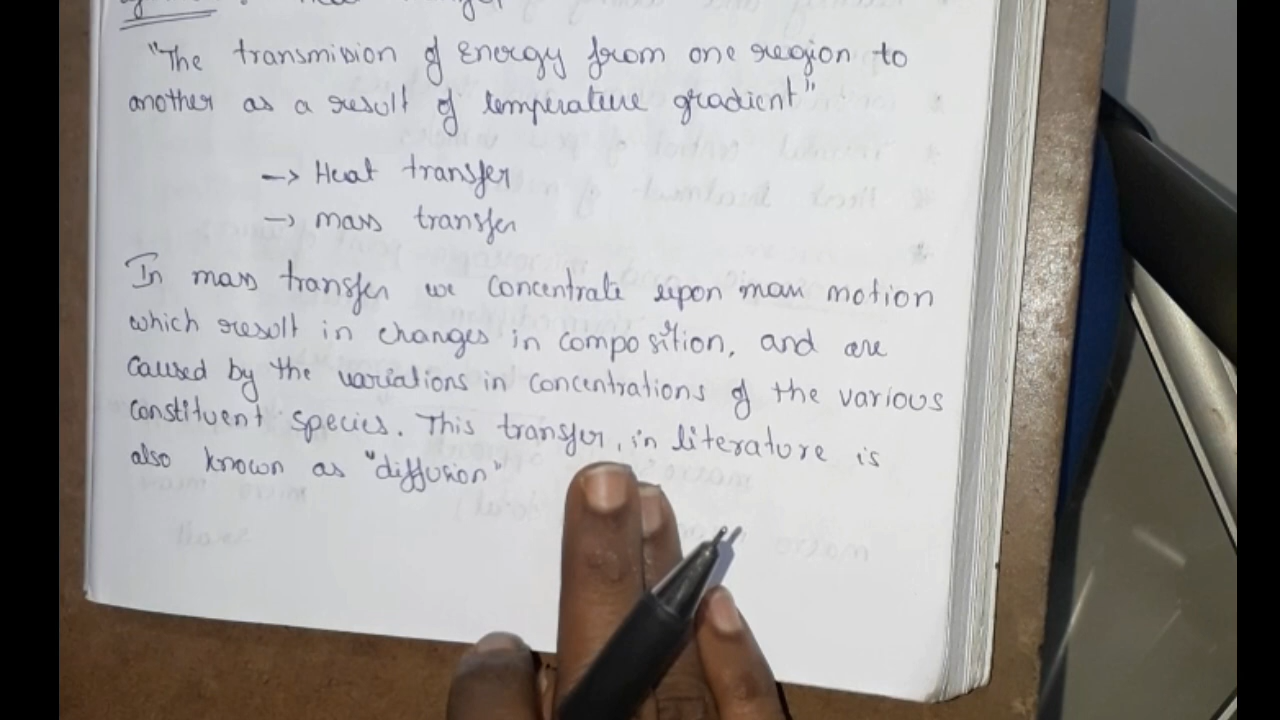 "The transmission of Energy from one region to
another as a result of temperature gradient"
-> Heat transfer
-> mass transfer
In mass transfer we concentrate upon mass motion
which result in changes in composition, and are
caused by the variations in concentrations of the various
constituent species. This transfer, in literature is
also known as "diffusion"